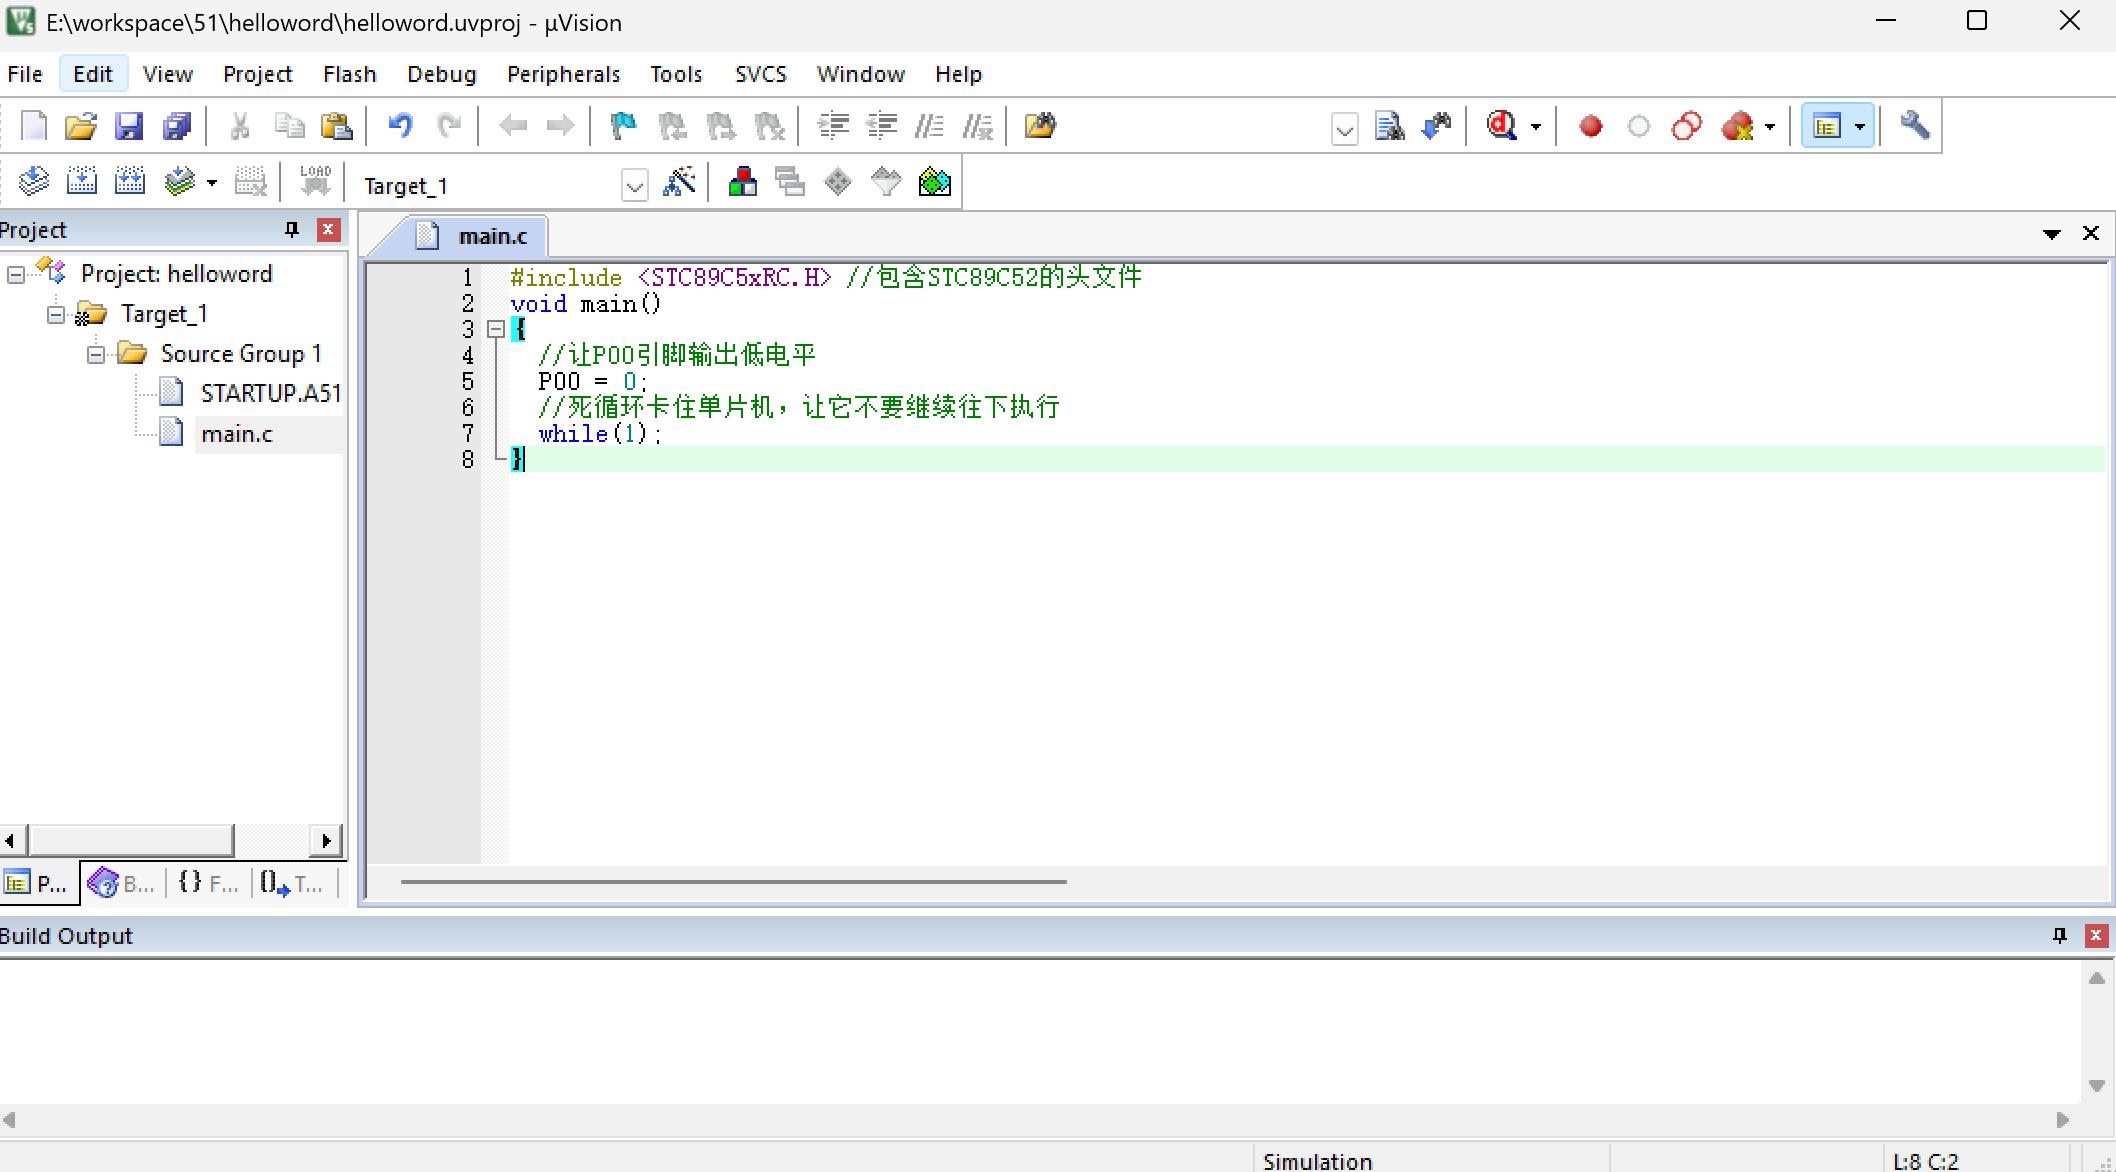 E:\workspace\51\helloword\helloword.uvproj - µVision
File Edit View Project Flash Debug Peripherals Tools SVCS Window Help
LOAD Target_1
Project
main.c
Project: helloword
Target_1
Source Group 1
STARTUP.A51
main.c
1 #include <STC89C5xRC.H> //包含STC89C52的头文件
2 void main()
3 {
4 //让P00引脚输出低电平
5 P00 = 0;
6 //死循环卡住单片机，让它不要继续往下执行
7 while(1);
8 }
P... B... {} F... T...
Build Output
Simulation L:8 C:2